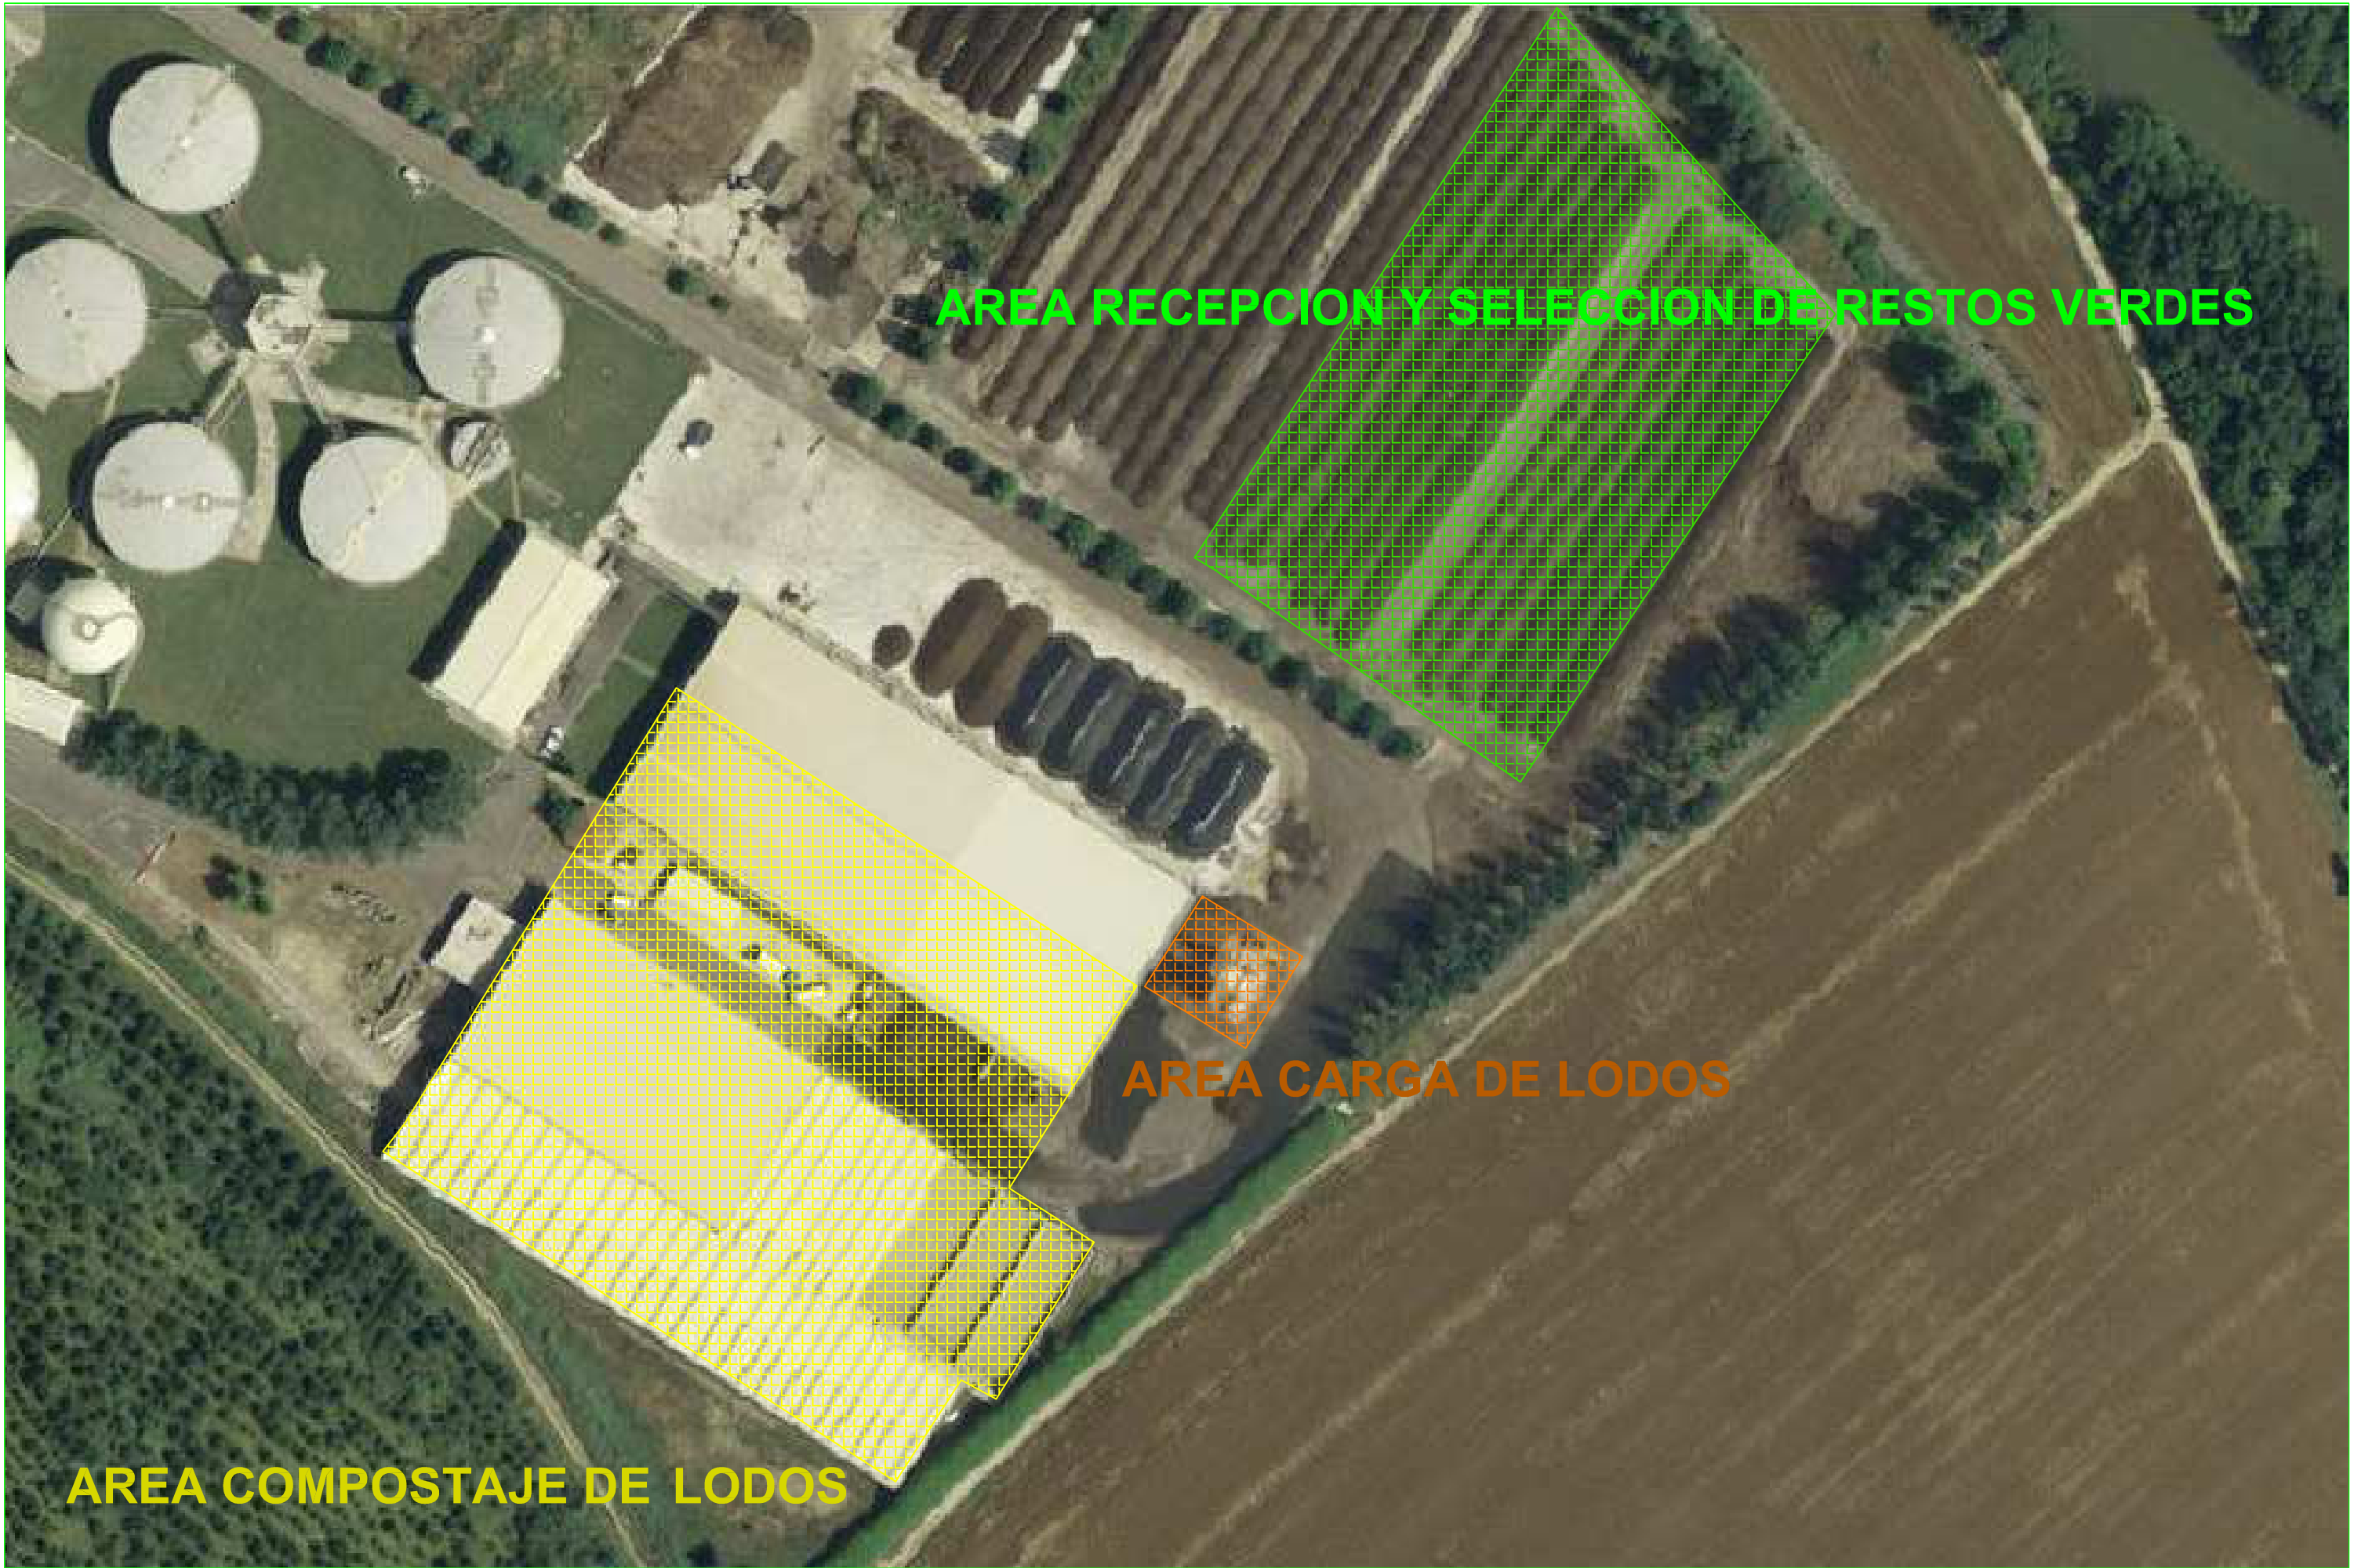 AREA RECEPCION Y SELECCION DE RESTOS VERDES
AREA CARGA DE LODOS
AREA COMPOSTAJE DE LODOS